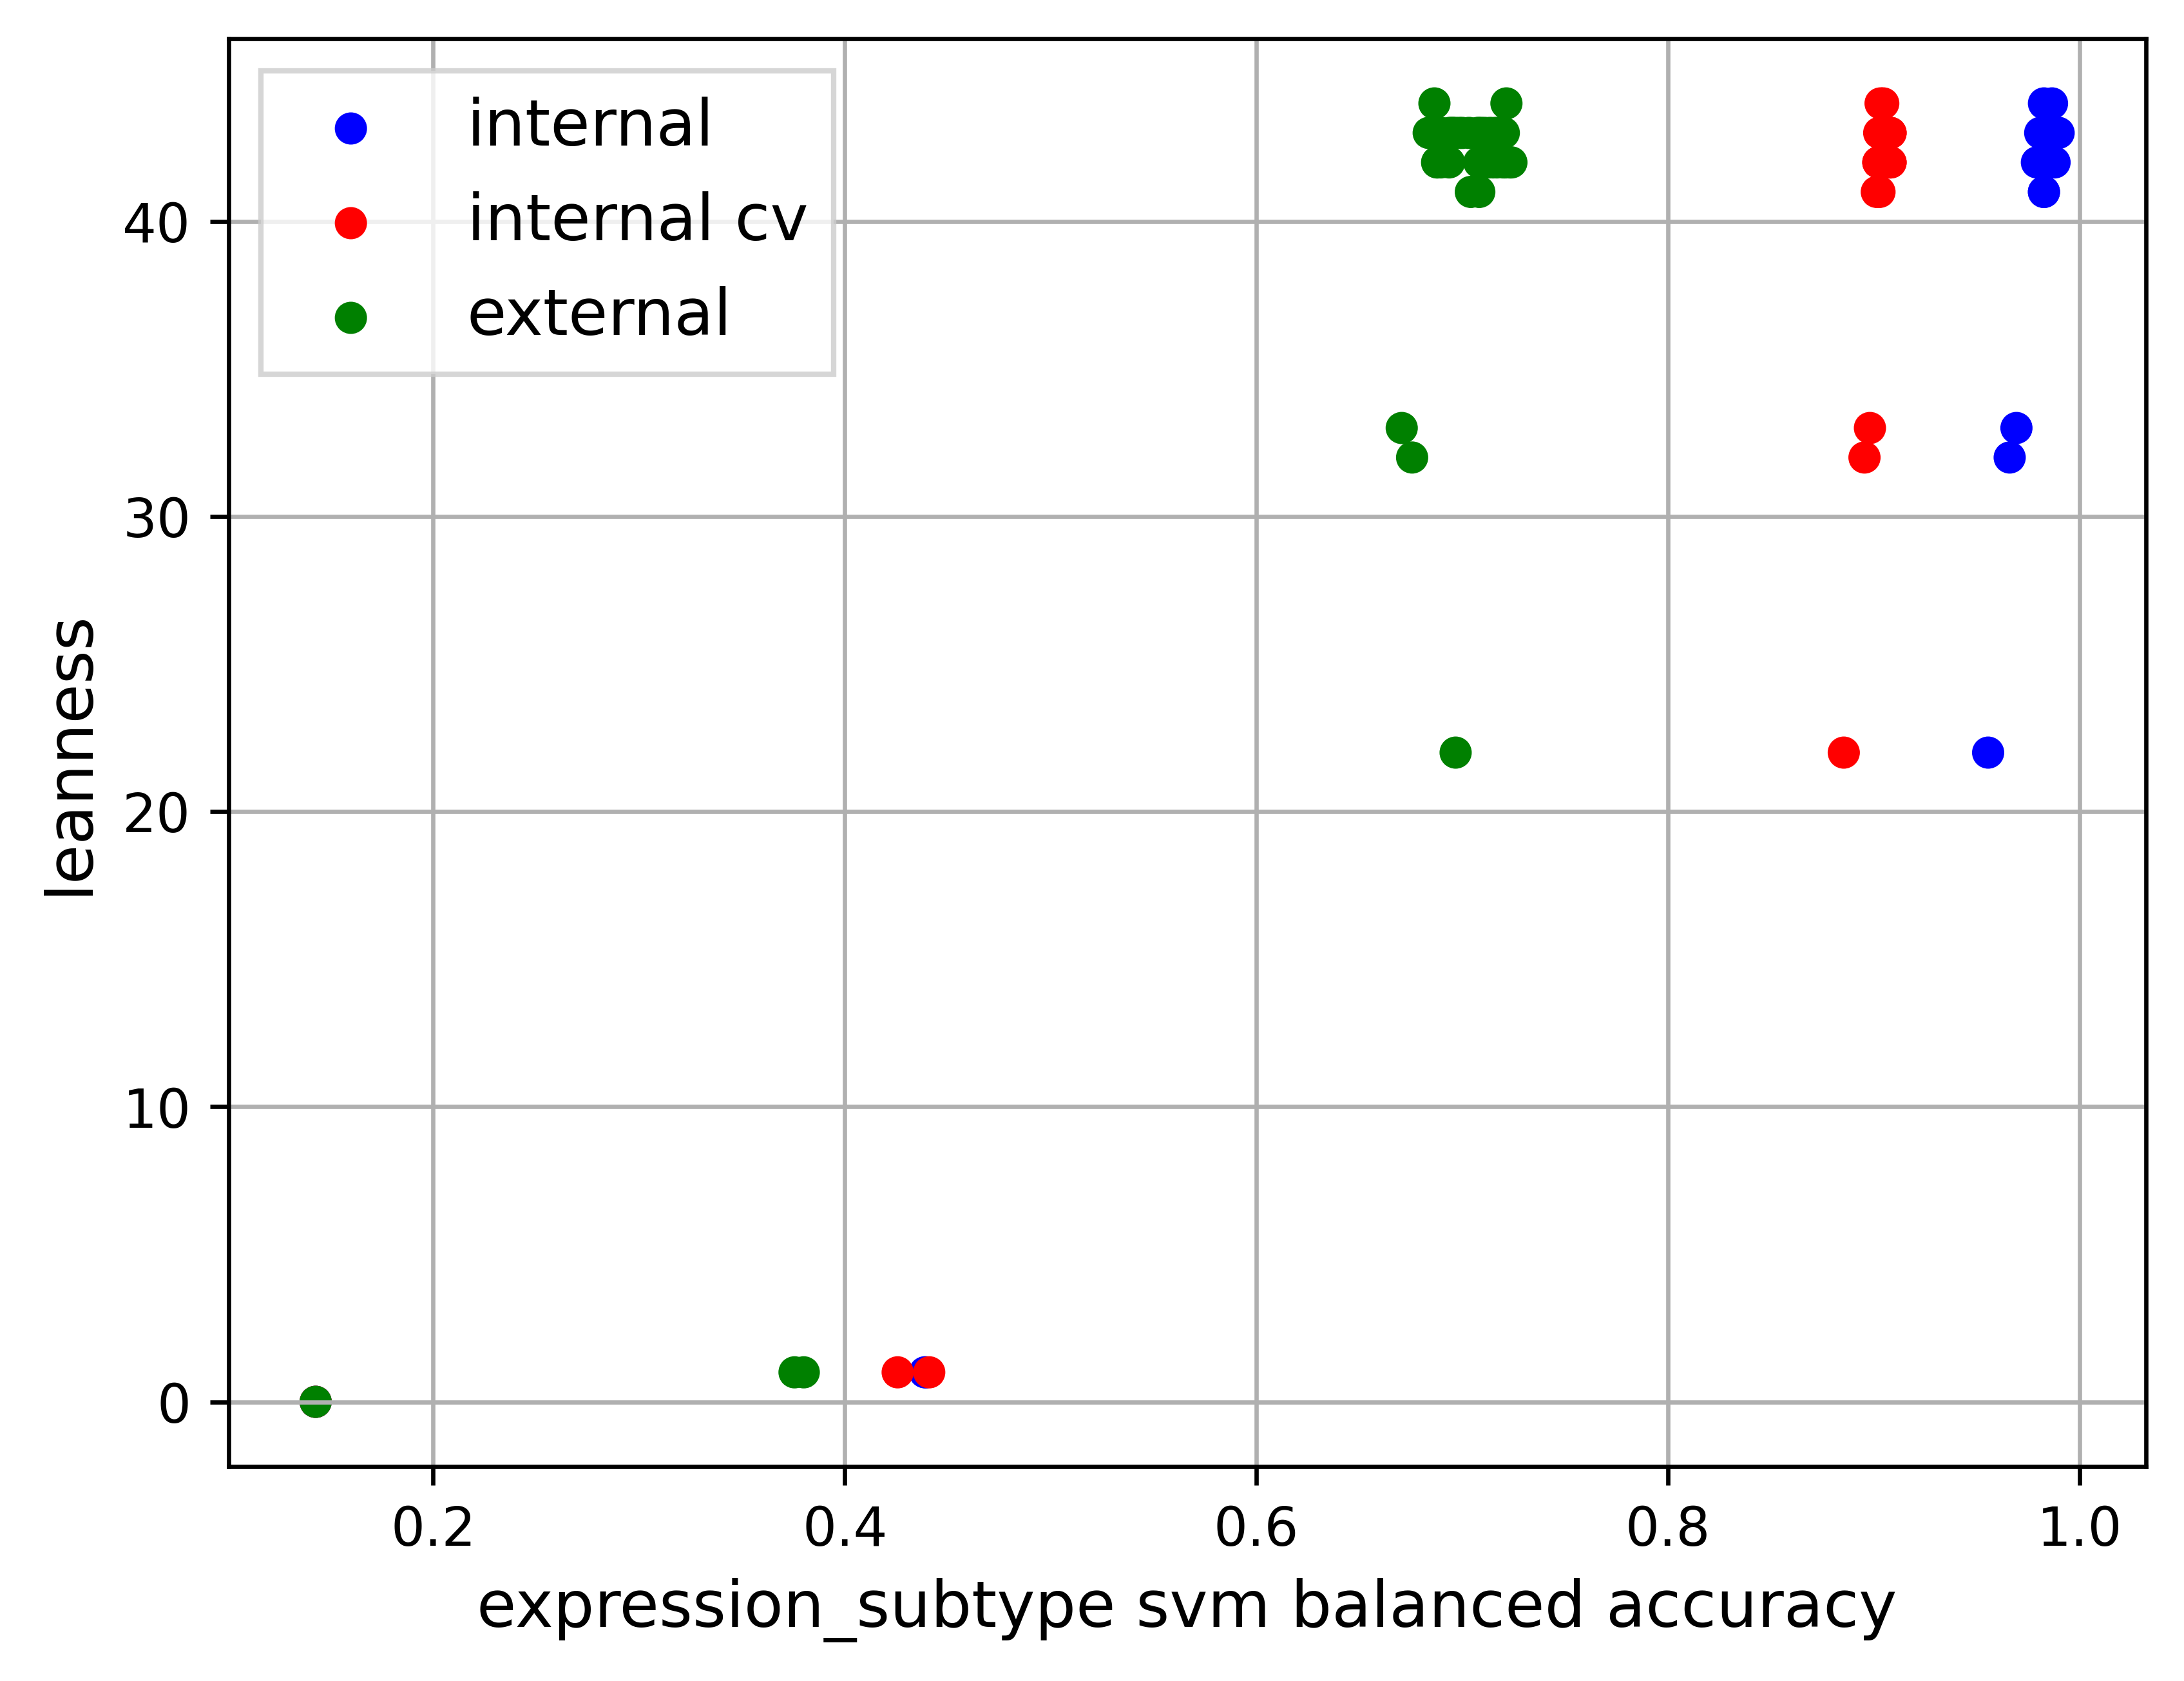 internal
internal cv
external
40
30
20
10
0
leanness
0.2 0.4 0.6 0.8 1.0
expression_subtype svm balanced accuracy